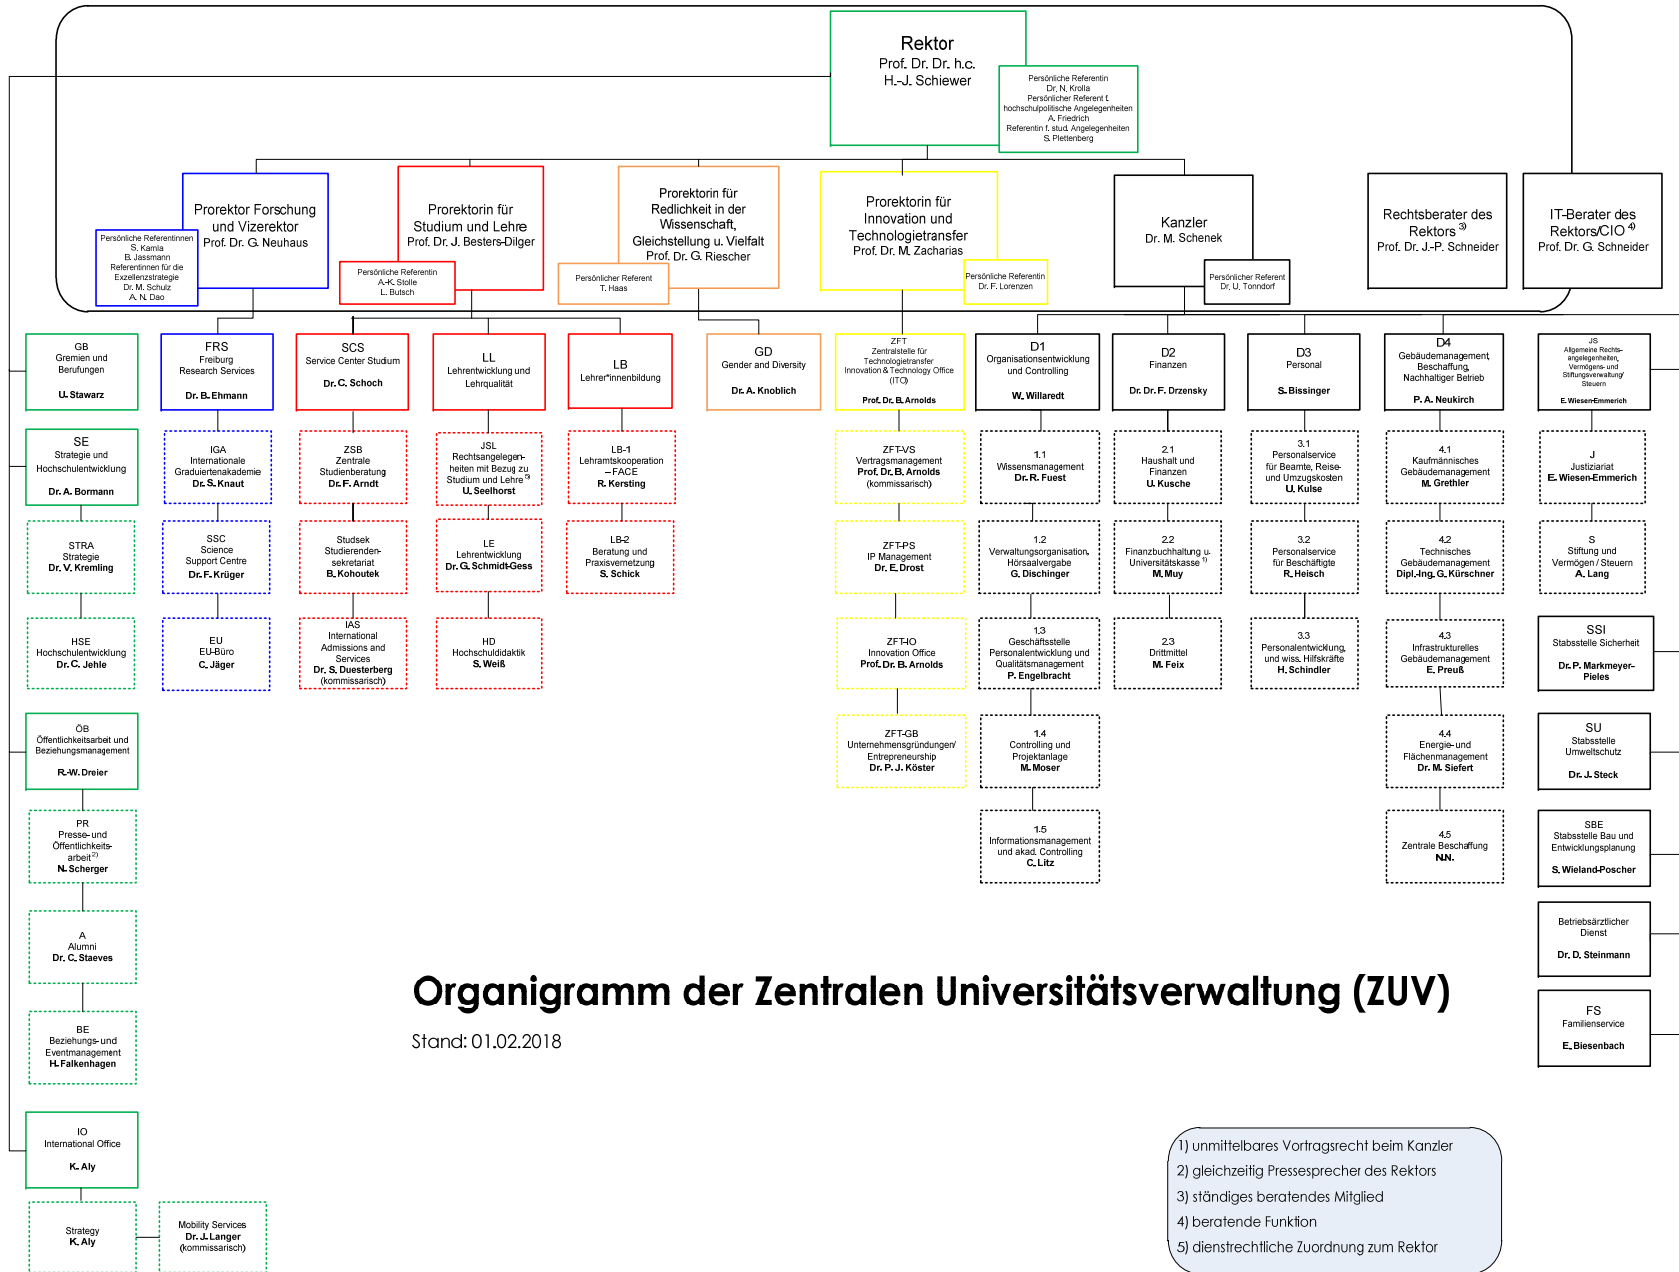 Rektor
Prof. Dr. Dr. h.c.
H.-J. Schiewer
Persönliche Referentin
Dr. N. Krolla
Persönlicher Referent f.
hochschulpolitische Angelegenheiten
A. Friedrich
Referentin f. stud. Angelegenheiten
S. Plettenberg
Prorektor Forschung
und Vizerektor
Prof. Dr. G. Neuhaus
Persönliche Referentinnen
S. Kamla
B. Jassmann
Referentinnen für die
Exzellenzstrategie
Dr. M. Schulz
A. N. Dao
Prorektorin für
Studium und Lehre
Prof. Dr. J. Besters-Dilger
Persönliche Referentin
A.-K. Stolle
L. Butsch
Prorektorin für
Redlichkeit in der
Wissenschaft,
Gleichstellung u. Vielfalt
Prof. Dr. G. Riescher
Persönlicher Referent
T. Haas
Prorektorin für
Innovation und
Technologietransfer
Prof. Dr. M. Zacharias
Persönliche Referentin
Dr. F. Lorenzen
Kanzler
Dr. M. Schenek
Persönlicher Referent
Dr. U. Tonndorf
Rechtsberater des
Rektors 3)
Prof. Dr. J.-P. Schneider
IT-Berater des
Rektors/CIO 4)
Prof. Dr. G. Schneider
GB
Gremien und
Berufungen
U. Stawarz
FRS
Freiburg
Research Services
Dr. B. Ehmann
SCS
Service Center Studium
Dr. C. Schoch
LL
Lehrentwicklung und
Lehrqualität
LB
Lehrer*innenbildung
GD
Gender and Diversity
Dr. A. Knoblich
ZFT
Zentralstelle für
Technologietransfer
Innovation & Technology Office
(ITO)
Prof. Dr. B. Arnolds
D1
Organisationsentwicklung
und Controlling
W. Willaredt
D2
Finanzen
Dr. Dr. F. Drzensky
D3
Personal
S. Bissinger
D4
Gebäudemanagement,
Beschaffung,
Nachhaltiger Betrieb
P. A. Neukirch
JS
Allgemeine Rechts-
angelegenheiten,
Vermögens- und
Stiftungsverwaltung/
Steuern
E. Wiesen-Emmerich
SE
Strategie und
Hochschulentwicklung
Dr. A. Bormann
IGA
Internationale
Graduiertenakademie
Dr. S. Knaut
ZSB
Zentrale
Studienberatung
Dr. F. Arndt
JSL
Rechtsangelegen-
heiten mit Bezug zu
Studium und Lehre 5)
U. Seelhorst
LB-1
Lehramtskooperation
– FACE
R. Kersting
ZFT-VS
Vertragsmanagement
Prof. Dr. B. Arnolds
(kommissarisch)
1.1
Wissensmanagement
Dr. R. Fuest
2.1
Haushalt und
Finanzen
U. Kusche
3.1
Personalservice
für Beamte, Reise-
und Umzugskosten
U. Kulse
4.1
Kaufmännisches
Gebäudemanagement
M. Grethler
J
Justiziariat
E. Wiesen-Emmerich
STRA
Strategie
Dr. V. Kremling
SSC
Science
Support Centre
Dr. F. Krüger
Studsek
Studierenden-
sekretariat
B. Kohoutek
LE
Lehrentwicklung
Dr. G. Schmidt-Gess
LB-2
Beratung und
Praxisvernetzung
S. Schick
ZFT-PS
IP Management
Dr. E. Drost
1.2
Verwaltungsorganisation,
Hörsaalvergabe
G. Dischinger
2.2
Finanzbuchhaltung u.
Universitätskasse 1)
M. Muy
3.2
Personalservice
für Beschäftigte
R. Heisch
4.2
Technisches
Gebäudemanagement
Dipl.-Ing. G. Kürschner
S
Stiftung und
Vermögen / Steuern
A. Lang
HSE
Hochschulentwicklung
Dr. C. Jehle
EU
EU-Büro
C. Jäger
IAS
International
Admissions and
Services
Dr. S. Duesterberg
(kommissarisch)
HD
Hochschuldidaktik
S. Weiß
ZFT-IO
Innovation Office
Prof. Dr. B. Arnolds
1.3
Geschäftsstelle
Personalentwicklung und
Qualitätsmanagement
P. Engelbracht
2.3
Drittmittel
M. Feix
3.3
Personalentwicklung,
und wiss. Hilfskräfte
H. Schindler
4.3
Infrastrukturelles
Gebäudemanagement
E. Preuß
SSI
Stabsstelle Sicherheit
Dr. P. Markmeyer-
Pieles
ÖB
Öffentlichkeitsarbeit und
Beziehungsmanagement
R.-W. Dreier
ZFT-GB
Unternehmensgründungen/
Entrepreneurship
Dr. P. J. Köster
1.4
Controlling und
Projektanlage
M. Moser
4.4
Energie- und
Flächenmanagement
Dr. M. Siefert
SU
Stabsstelle
Umweltschutz
Dr. J. Steck
PR
Presse- und
Öffentlichkeits-
arbeit 2)
N. Scherger
1.5
Informationsmanagement
und akad. Controlling
C. Litz
4.5
Zentrale Beschaffung
N.N.
SBE
Stabsstelle Bau und
Entwicklungsplanung
S. Wieland-Poscher
A
Alumni
Dr. C. Staeves
Betriebsärztlicher
Dienst
Dr. D. Steinmann
Organigramm der Zentralen Universitätsverwaltung (ZUV)
Stand: 01.02.2018
BE
Beziehungs- und
Eventmanagement
H. Falkenhagen
FS
Familienservice
E. Biesenbach
IO
International Office
K. Aly
Strategy
K. Aly
Mobility Services
Dr. J. Langer
(kommissarisch)
1) unmittelbares Vortragsrecht beim Kanzler
2) gleichzeitig Pressesprecher des Rektors
3) ständiges beratendes Mitglied
4) beratende Funktion
5) dienstrechtliche Zuordnung zum Rektor